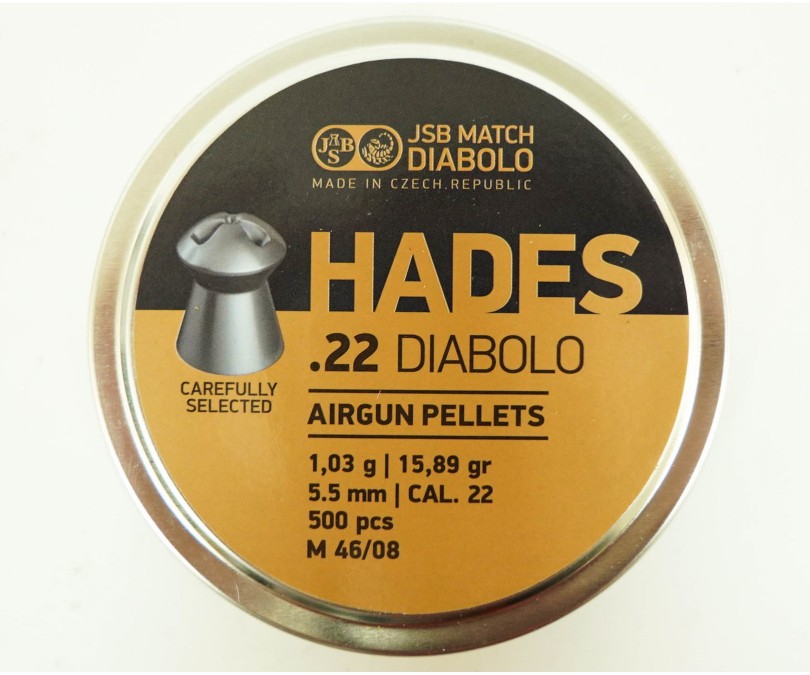 JSB MATCH
DIABOLO
MADE IN CZECH.REPUBLIC
HADES
.22 DIABOLO
CAREFULLY
SELECTED
AIRGUN PELLETS
1,03 g | 15,89 gr
5.5 mm | CAL. 22
500 pcs
M 46/08